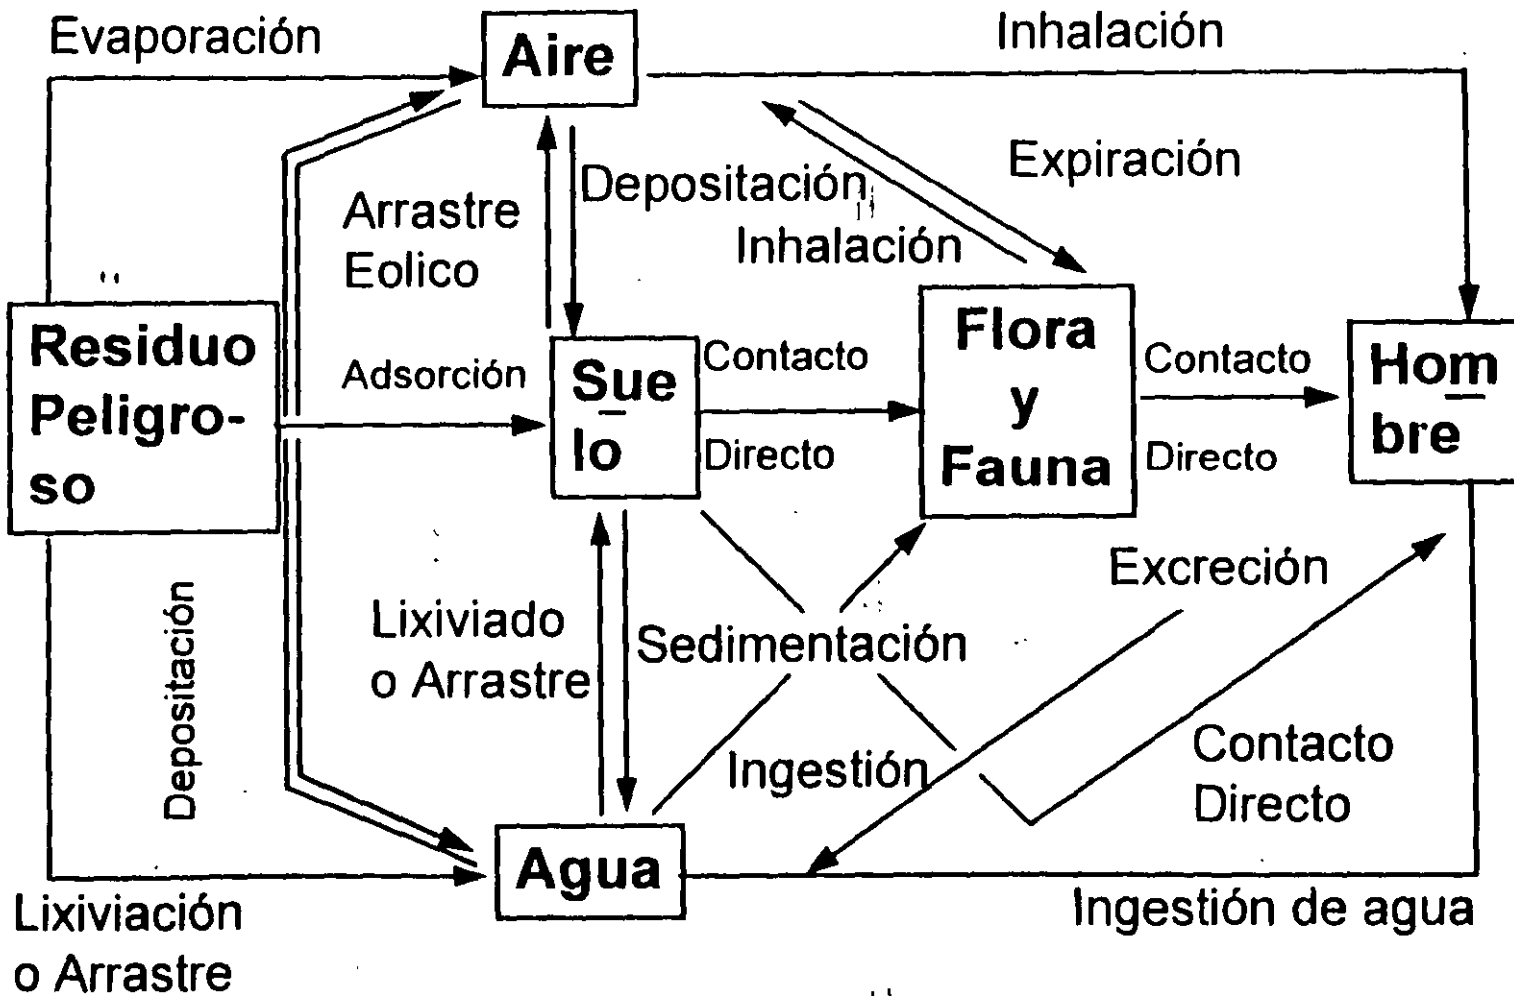 Evaporación
Aire
Inhalación
Expiración
Depositación
Arrastre
Eolico
Inhalación
Residuo
Peligro-
so
Adsorción
Sue
lo
Contacto
Directo
Flora
y
Fauna
Contacto
Directo
Hom
bre
Excreción
Depositación
Lixiviado
o Arrastre
Sedimentación
Ingestión
Contacto
Directo
Agua
Ingestión de agua
Lixiviación
o Arrastre